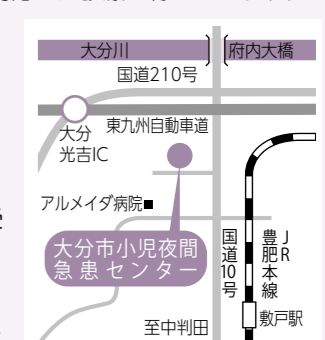 大分川
府内大橋
国道210号
大分
光吉IC
東九州自動車道
アルメイダ病院■
大分市小児夜間
急患センター
国道10号
JR
豊肥本線
敷戸駅
至中判田